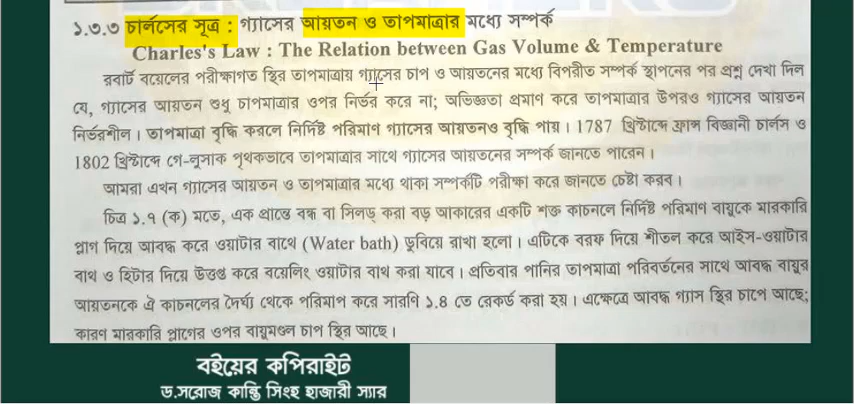 ১.৩.৩ চার্লসের সূত্র : গ্যাসের আয়তন ও তাপমাত্রার মধ্যে সম্পর্ক
Charles's Law : The Relation between Gas Volume & Temperature
রবার্ট বয়েলের পরীক্ষাগত স্থির তাপমাত্রায় গ্যাসের চাপ ও আয়তনের মধ্যে বিপরীত সম্পর্ক স্থাপনের পর প্রশ্ন দেখা দিল
যে, গ্যাসের আয়তন শুধু চাপমাত্রার ওপর নির্ভর করে না; অভিজ্ঞতা প্রমাণ করে তাপমাত্রার উপরও গ্যাসের আয়তন
নির্ভরশীল। তাপমাত্রা বৃদ্ধি করলে নির্দিষ্ট পরিমাণ গ্যাসের আয়তনও বৃদ্ধি পায়। 1787 খ্রিস্টাব্দে ফ্রান্স বিজ্ঞানী চার্লস ও
1802 খ্রিস্টাব্দে গে-লুসাক পৃথকভাবে তাপমাত্রার সাথে গ্যাসের আয়তনের সম্পর্ক জানতে পারেন।
আমরা এখন গ্যাসের আয়তন ও তাপমাত্রার মধ্যে থাকা সম্পর্কটি পরীক্ষা করে জানতে চেষ্টা করব।
চিত্র ১.৭ (ক) মতে, এক প্রান্তে বন্ধ বা সিলড্ করা বড় আকারের একটি শক্ত কাচনলে নির্দিষ্ট পরিমাণ বায়ুকে মারকারি
প্লাগ দিয়ে আবদ্ধ করে ওয়াটার বাথে (Water bath) ডুবিয়ে রাখা হলো। এটিকে বরফ দিয়ে শীতল করে আইস-ওয়াটার
বাথ ও হিটার দিয়ে উত্তপ্ত করে বয়েলিং ওয়াটার বাথ করা যাবে। প্রতিবার পানির তাপমাত্রা পরিবর্তনের সাথে আবদ্ধ বায়ুর
আয়তনকে ঐ কাচনলের দৈর্ঘ্য থেকে পরিমাপ করে সারণি ১.৪ তে রেকর্ড করা হয়। এক্ষেত্রে আবদ্ধ গ্যাস স্থির চাপে আছে;
কারণ মারকারি প্লাগের ওপর বায়ুমণ্ডল চাপ স্থির আছে।
বইয়ের কপিরাইট
ড.সরোজ কান্তি সিংহ হাজারী স্যার